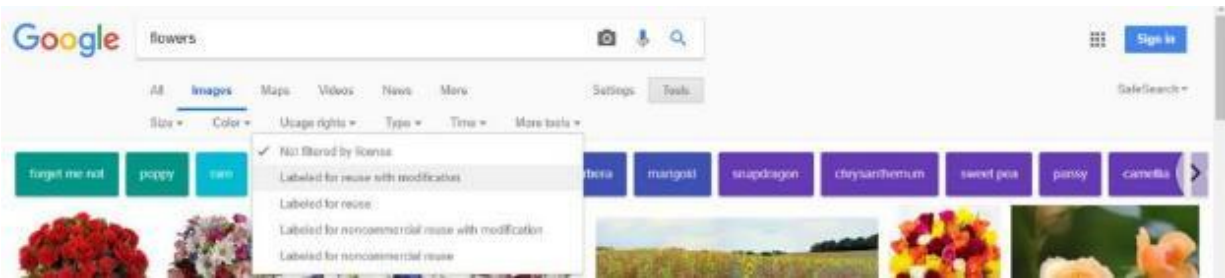 Google flowers Sign in
All Images Maps Videos News More Settings Tools SafeSearch
Size Color Usage rights Type Time More tools
Not filtered by license
forget me not poppy marigold snapdragon chrysanthemum sweet pea pansy camellia
Labeled for reuse with modification
Labeled for reuse
Labeled for noncommercial reuse with modification
Labeled for noncommercial reuse